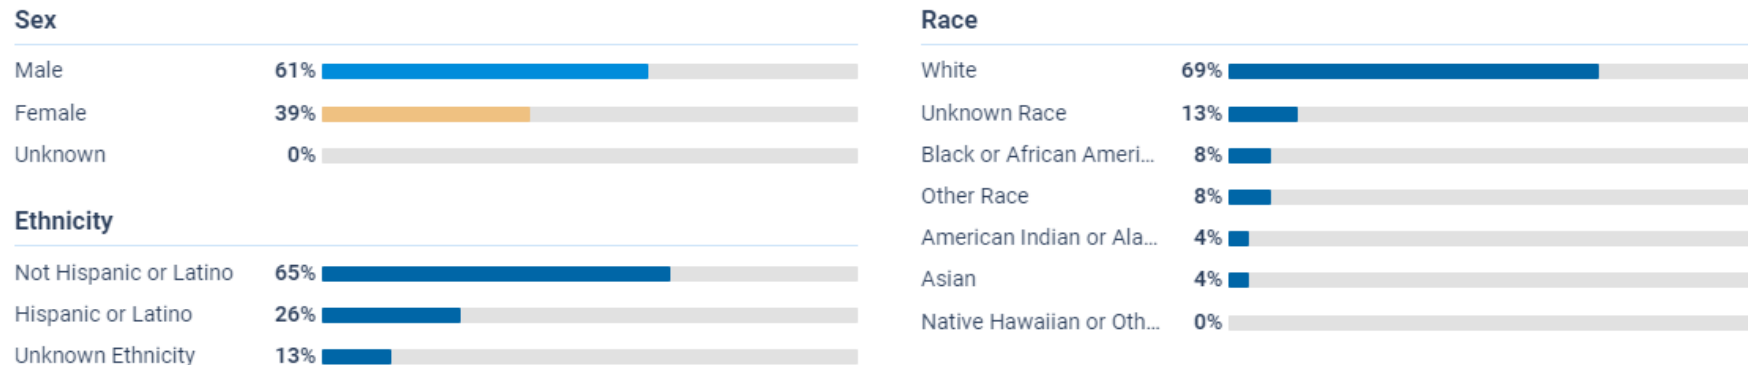 Sex
Male 61%
Female 39%
Unknown 0%
Ethnicity
Not Hispanic or Latino 65%
Hispanic or Latino 26%
Unknown Ethnicity 13%
Race
White 69%
Unknown Race 13%
Black or African Ameri... 8%
Other Race 8%
American Indian or Ala... 4%
Asian 4%
Native Hawaiian or Oth... 0%